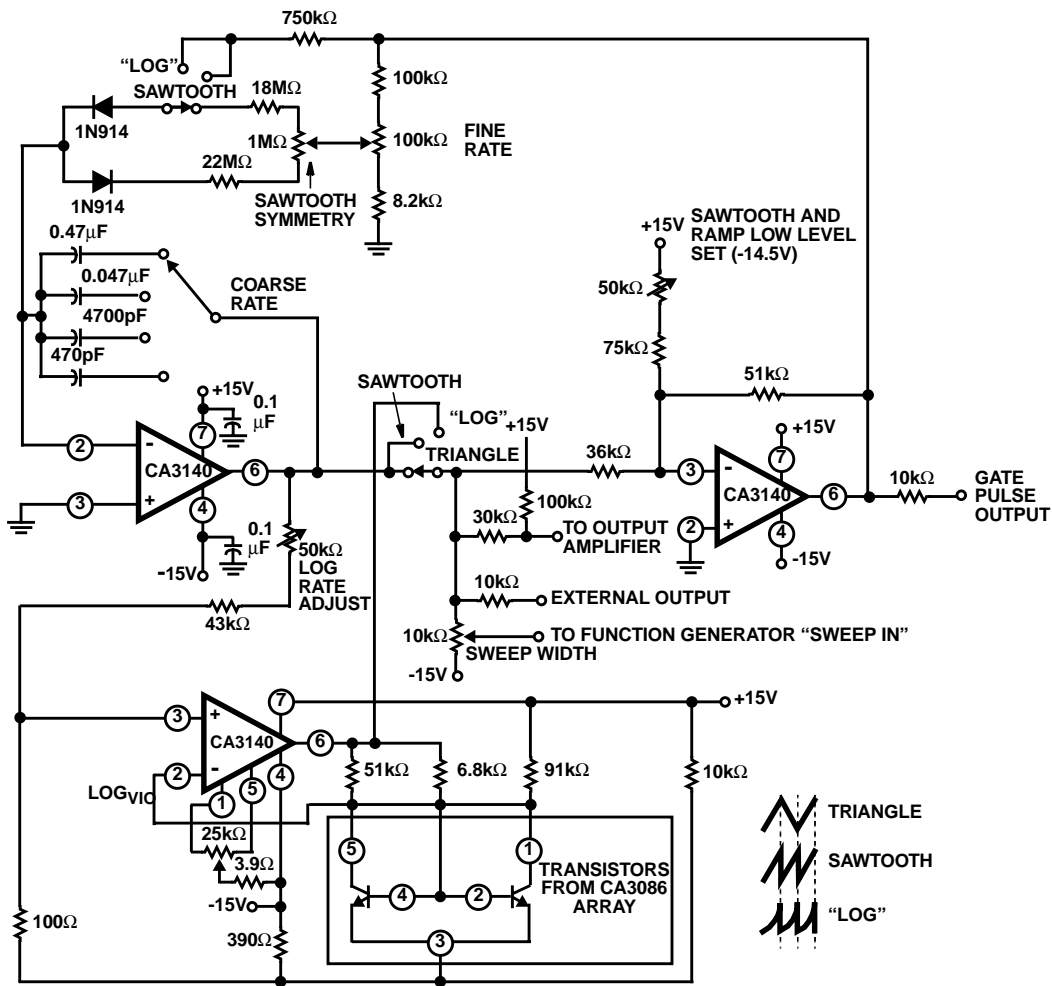 750kΩ
“LOG”
SAWTOOTH
18MΩ
100kΩ
1N914
1MΩ
100kΩ
FINE
RATE
22MΩ
1N914
SAWTOOTH
SYMMETRY
8.2kΩ
0.47μF
0.047μF
4700pF
470pF
COARSE
RATE
+15V
SAWTOOTH AND
RAMP LOW LEVEL
SET (-14.5V)
50kΩ
75kΩ
51kΩ
SAWTOOTH
“LOG”
+15V
TRIANGLE
36kΩ
+15V
0.1
μF
7
2
-
CA3140
6
3
+
4
0.1
μF
-15V
50kΩ
LOG
RATE
ADJUST
43kΩ
100kΩ
30kΩ
TO OUTPUT
AMPLIFIER
10kΩ
EXTERNAL OUTPUT
10kΩ
TO FUNCTION GENERATOR “SWEEP IN”
SWEEP WIDTH
-15V
3
-
+15V
7
CA3140
6
2
+
4
-15V
10kΩ
GATE
PULSE
OUTPUT
7
+15V
3
+
CA3140
6
2
-
4
5
1
LOGVIO
25kΩ
3.9Ω
-15V
390Ω
100Ω
51kΩ
6.8kΩ
91kΩ
10kΩ
5
4
2
1
3
TRANSISTORS
FROM CA3086
ARRAY
TRIANGLE
SAWTOOTH
“LOG”